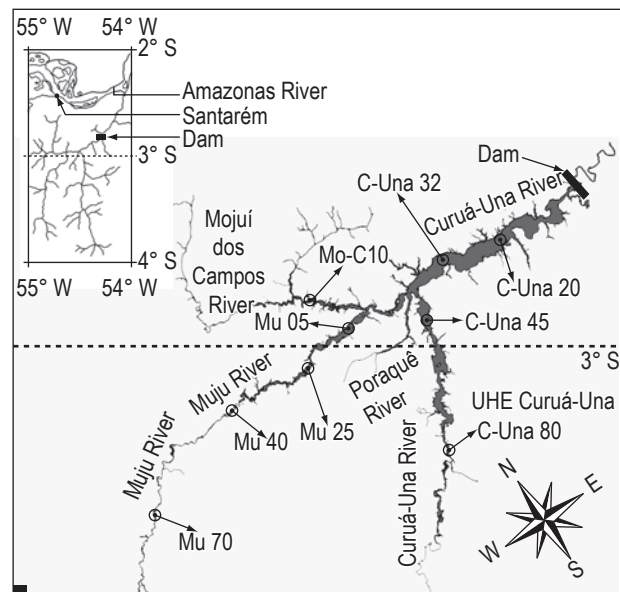 55° W
54° W
2° S
Amazonas River
Santarém
Dam
3° S
4° S
55° W
54° W
Dam
C-Una 32
Curuá-Una River
Mojuí
dos
Campos
River
Mo-C10
C-Una 20
Mu 05
C-Una 45
3° S
Muju River
Poraquê
River
Mu 25
UHE Curuá-Una
Mu 40
C-Una 80
Muju River
Curuá-Una River
Mu 70
N
E
W
S